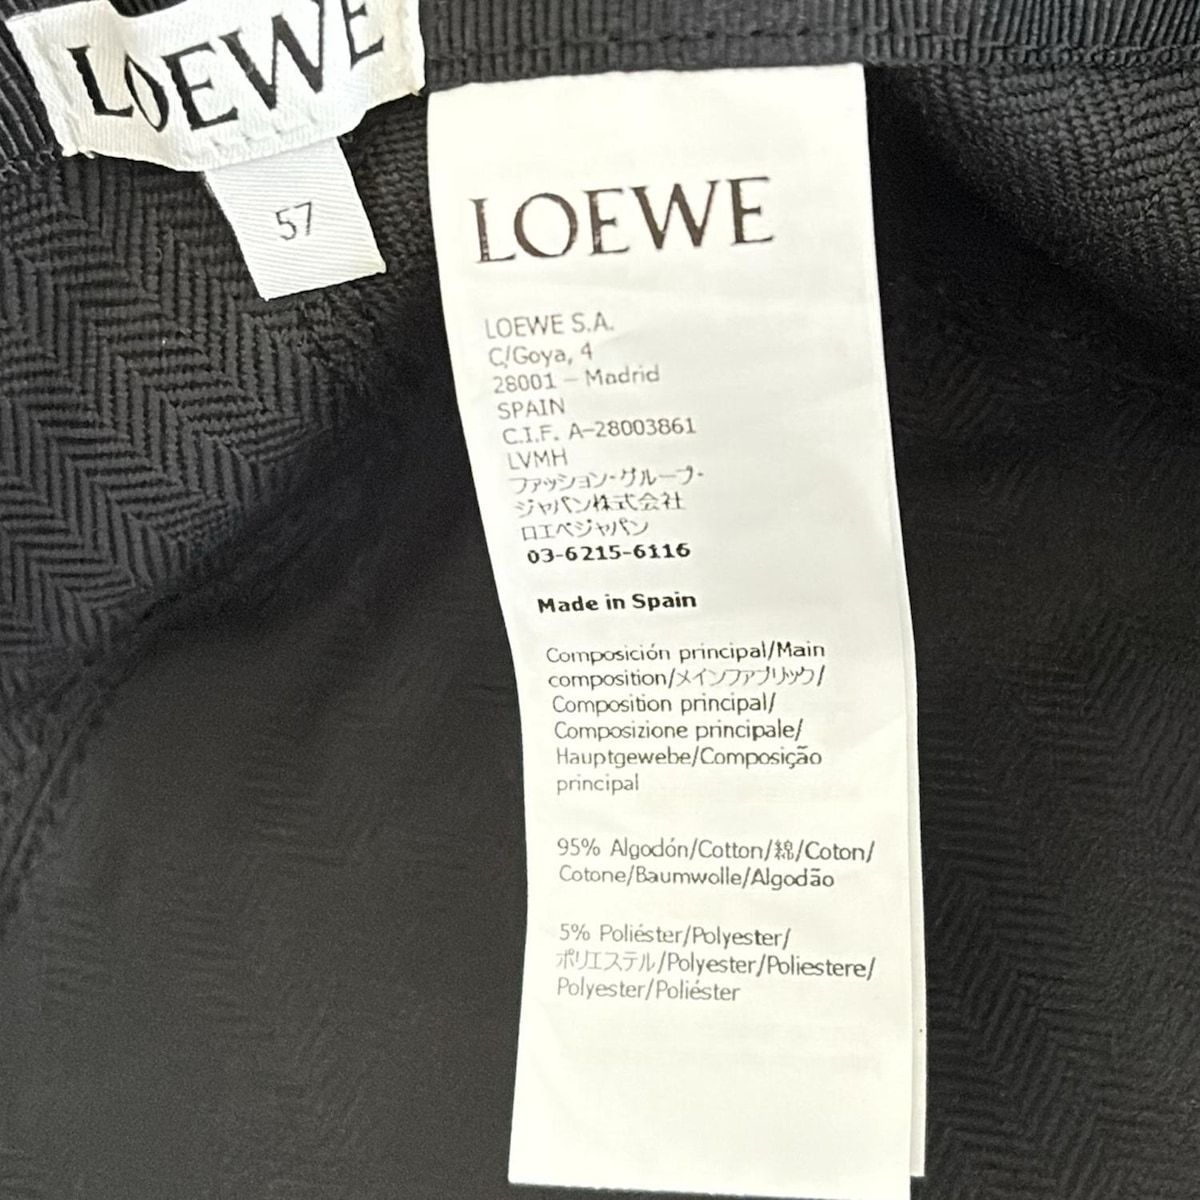 LOEWE
57
LOEWE
LOEWE S.A.
C/Goya, 4
28001 – Madrid
SPAIN
C.I.F. A-28003861
LVMH
ファッション・グループ・
ジャパン株式会社
ロエベジャパン
03-6215-6116
Made in Spain
Composición principal/Main
composition/メインファブリック/
Composition principal/
Composizione principale/
Hauptgewebe/Composição
principal
95% Algodón/Cotton/綿/Coton/
Cotone/Baumwolle/Algodão
5% Poliéster/Polyester/
ポリエステル/Polyester/Poliestere/
Polyester/Poliéster